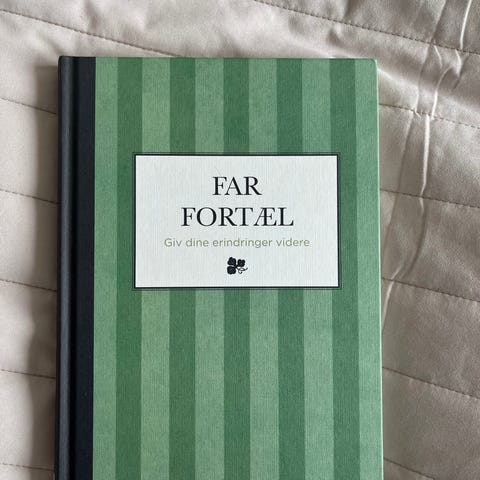 FAR
FORTÆL
Giv dine erindringer videre